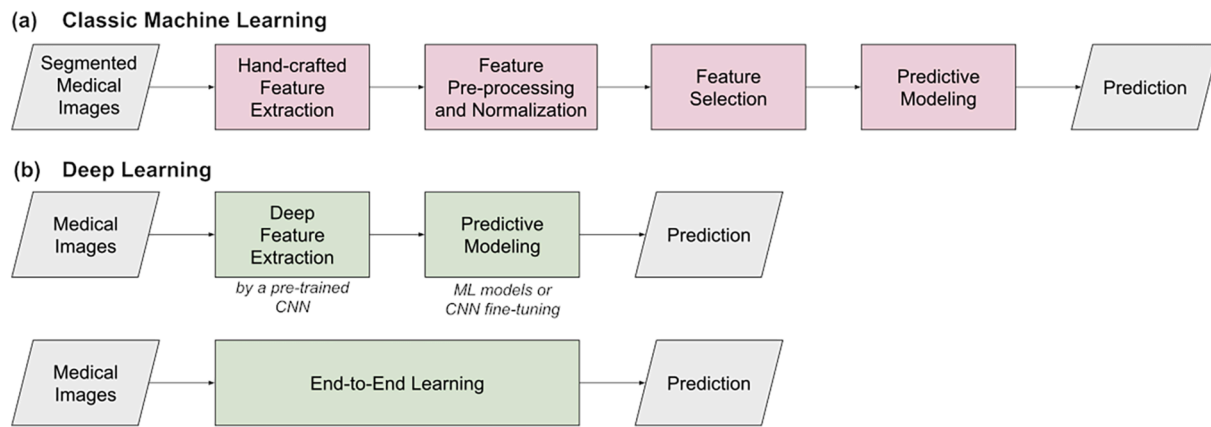 (a) Classic Machine Learning
Segmented
Medical
Images
Hand-crafted
Feature
Extraction
Feature
Pre-processing
and Normalization
Feature
Selection
Predictive
Modeling
Prediction
(b) Deep Learning
Medical
Images
Deep
Feature
Extraction
by a pre-trained
CNN
Predictive
Modeling
ML models or
CNN fine-tuning
Prediction
Medical
Images
End-to-End Learning
Prediction